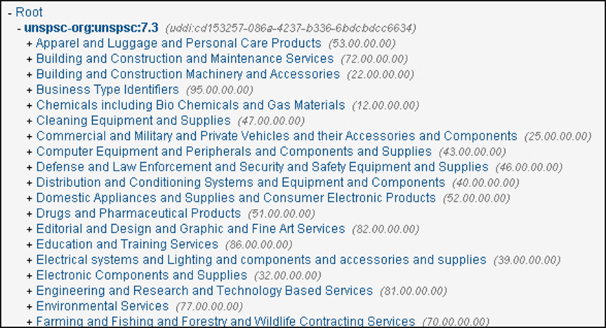 - Root
- unspsc-org:unspsc:7.3 (uddi:cd153257-086a-4237-b336-6bdcbdcc6634)
+ Apparel and Luggage and Personal Care Products (53.00.00.00)
+ Building and Construction and Maintenance Services (72.00.00.00)
+ Building and Construction Machinery and Accessories (22.00.00.00)
+ Business Type Identifiers (95.00.00.00)
+ Chemicals including Bio Chemicals and Gas Materials (12.00.00.00)
+ Cleaning Equipment and Supplies (47.00.00.00)
+ Commercial and Military and Private Vehicles and their Accessories and Components (25.00.00.00)
+ Computer Equipment and Peripherals and Components and Supplies (43.00.00.00)
+ Defense and Law Enforcement and Security and Safety Equipment and Supplies (46.00.00.00)
+ Distribution and Conditioning Systems and Equipment and Components (40.00.00.00)
+ Domestic Appliances and Supplies and Consumer Electronic Products (52.00.00.00)
+ Drugs and Pharmaceutical Products (51.00.00.00)
+ Editorial and Design and Graphic and Fine Art Services (82.00.00.00)
+ Education and Training Services (86.00.00.00)
+ Electrical systems and Lighting and components and accessories and supplies (39.00.00.00)
+ Electronic Components and Supplies (32.00.00.00)
+ Engineering and Research and Technology Based Services (81.00.00.00)
+ Environmental Services (77.00.00.00)
+ Farming and Fishing and Forestry and Wildlife Contracting Services (70.00.00.00)